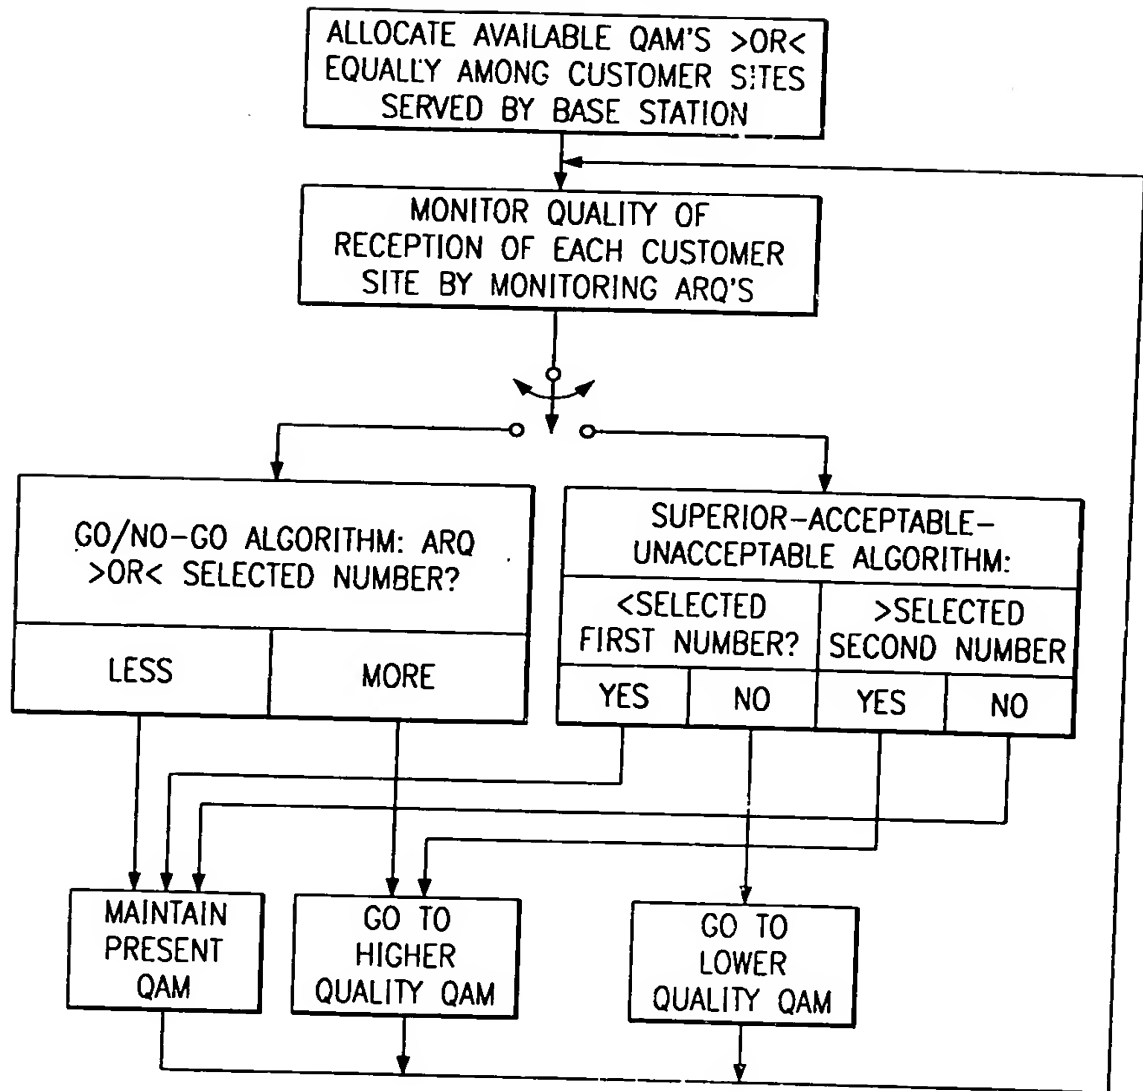 ALLOCATE AVAILABLE QAM'S >OR<
EQUALLY AMONG CUSTOMER SITES
SERVED BY BASE STATION
MONITOR QUALITY OF
RECEPTION OF EACH CUSTOMER
SITE BY MONITORING ARQ'S
GO/NO-GO ALGORITHM: ARQ
>OR< SELECTED NUMBER?
LESS
MORE
SUPERIOR-ACCEPTABLE-
UNACCEPTABLE ALGORITHM:
<SELECTED
FIRST NUMBER?
>SELECTED
SECOND NUMBER
YES
NO
YES
NO
MAINTAIN
PRESENT
QAM
GO TO
HIGHER
QUALITY QAM
GO TO
LOWER
QUALITY QAM